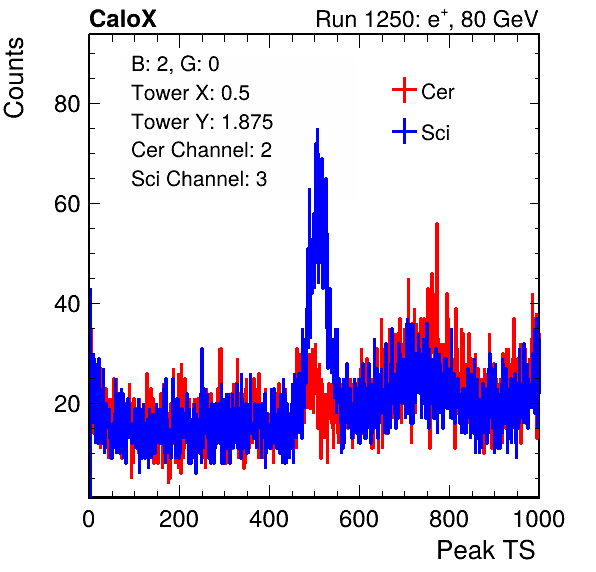 CaloX Run 1250: e⁺, 80 GeV
B: 2, G: 0
Tower X: 0.5
Tower Y: 1.875
Cer Channel: 2
Sci Channel: 3
Cer
Sci
Counts
80
60
40
20
0 200 400 600 800 1000
Peak TS